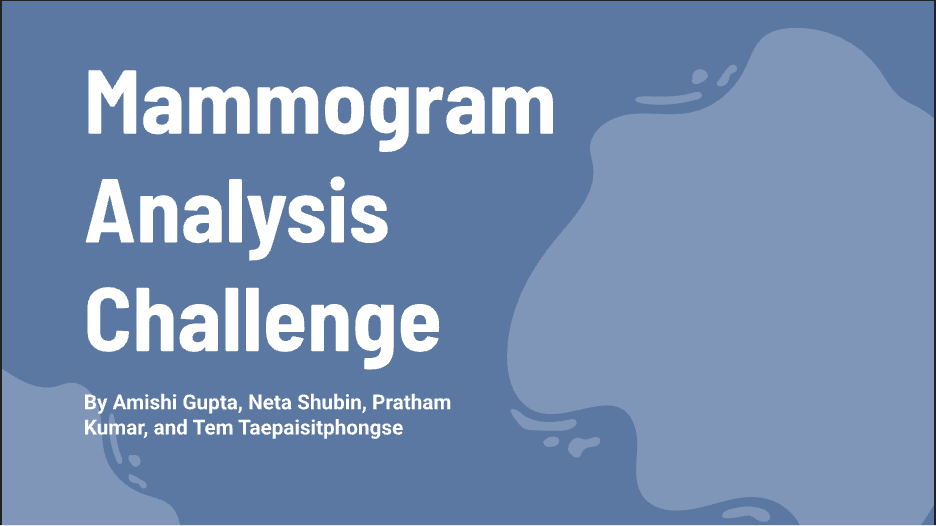 Mammogram
Analysis
Challenge
By Amishi Gupta, Neta Shubin, Pratham
Kumar, and Tem Taepaisitphongse